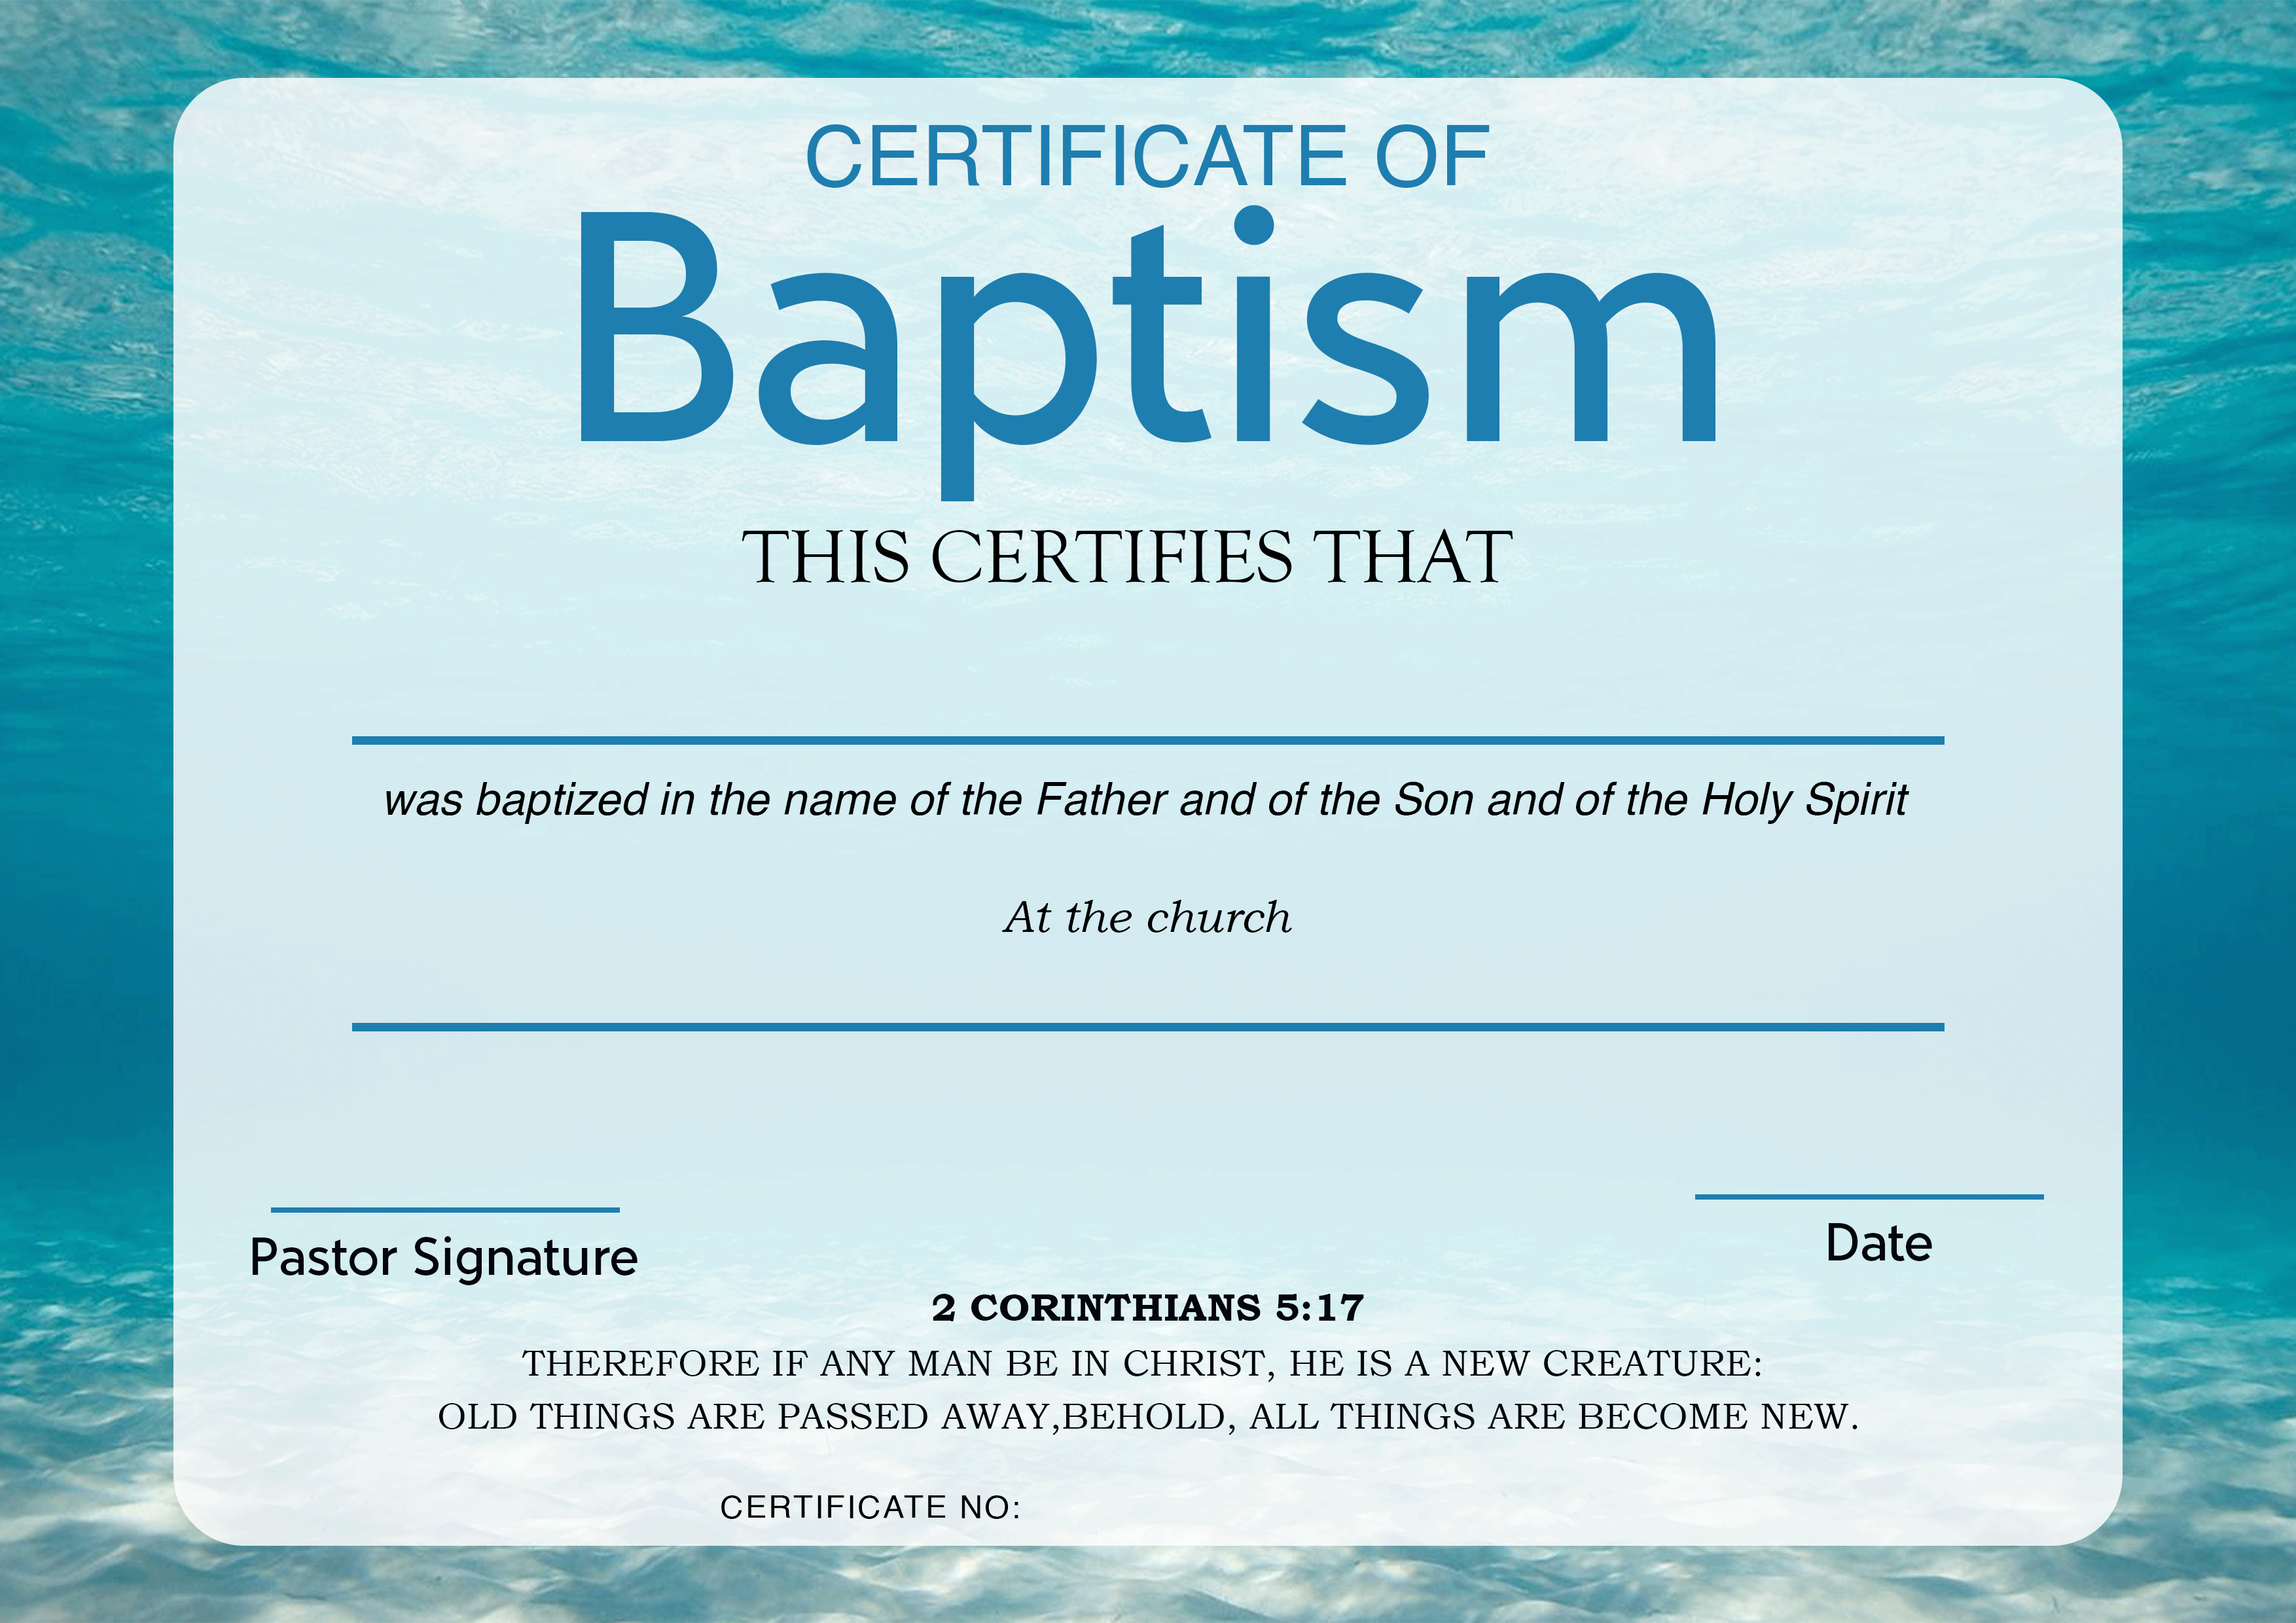 CERTIFICATE OF
Baptism
THIS CERTIFIES THAT
was baptized in the name of the Father and of the Son and of the Holy Spirit
At the church
Pastor Signature
Date
2 CORINTHIANS 5:17
THEREFORE IF ANY MAN BE IN CHRIST, HE IS A NEW CREATURE:
OLD THINGS ARE PASSED AWAY,BEHOLD, ALL THINGS ARE BECOME NEW.
CERTIFICATE NO: